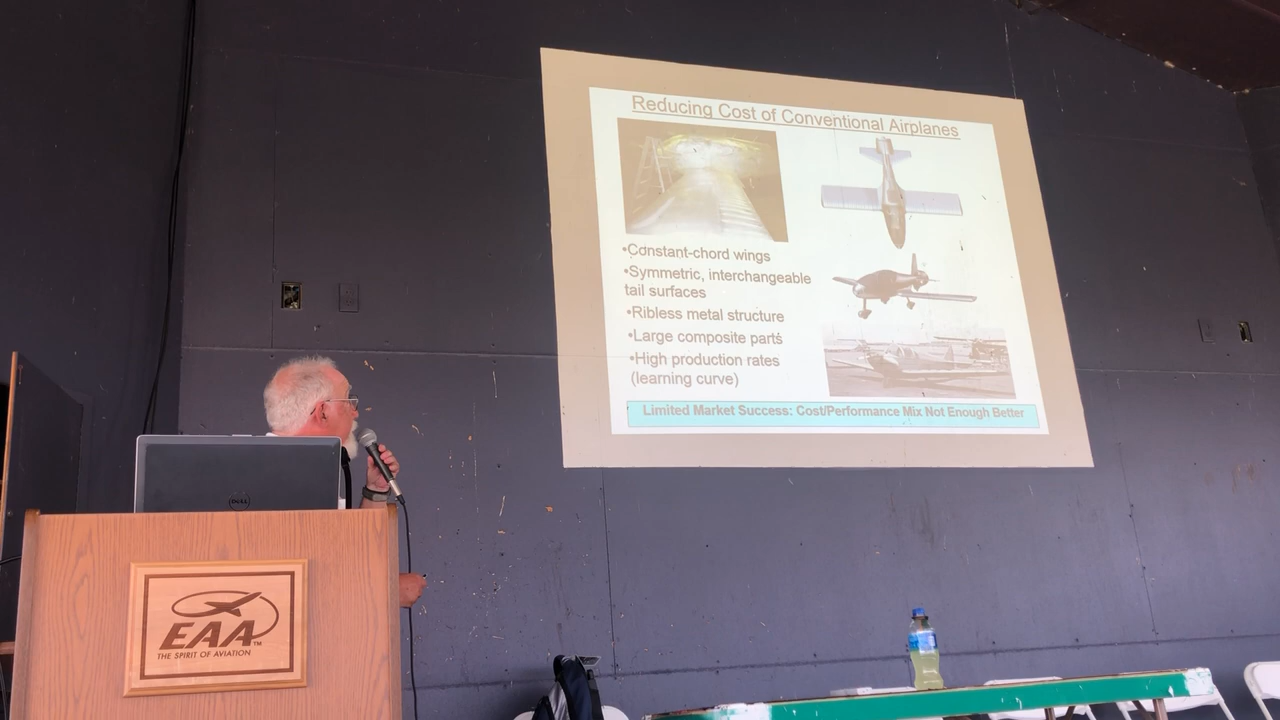 Reducing Cost of Conventional Airplanes
•Constant-chord wings
•Symmetric, interchangeable
tail surfaces
•Ribless metal structure
•Large composite parts
•High production rates
(learning curve)
Limited Market Success: Cost/Performance Mix Not Enough Better
DELL
EAA™
THE SPIRIT OF AVIATION